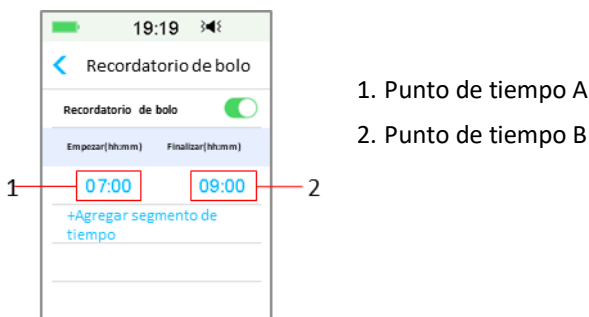 19:19
Recordatorio de bolo
Recordatorio de bolo
Empezar(hh:mm) Finalizar(hh:mm)
1 07:00 09:00 2
+Agregar segmento de
tiempo
1. Punto de tiempo A
2. Punto de tiempo B